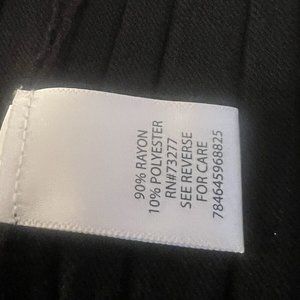 90% RAYON
10% POLYESTER
RN#73277
SEE REVERSE
FOR CARE
784645968825